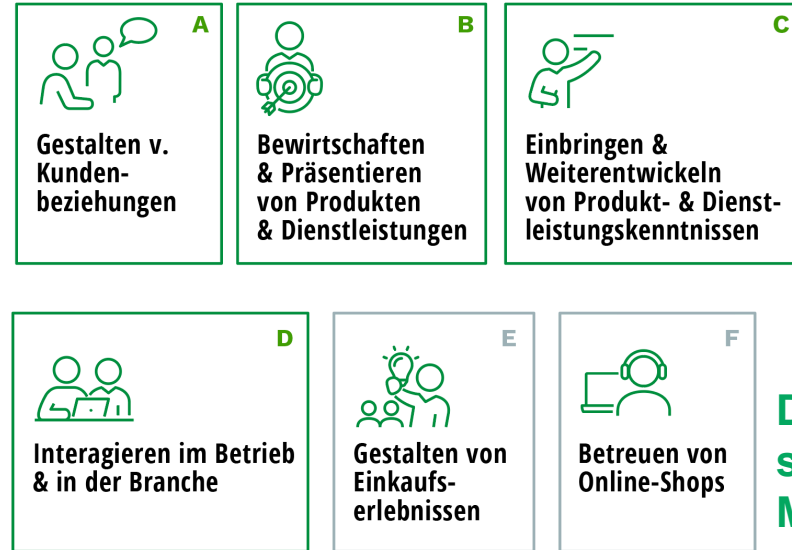 A
Gestalten v.
Kunden-
beziehungen
B
Bewirtschaften
& Präsentieren
von Produkten
& Dienstleistungen
C
Einbringen &
Weiterentwickeln
von Produkt- & Dienst-
leistungskenntnissen
D
Interagieren im Betrieb
& in der Branche
E
Gestalten von
Einkaufs-
erlebnissen
F
Betreuen von
Online-Shops